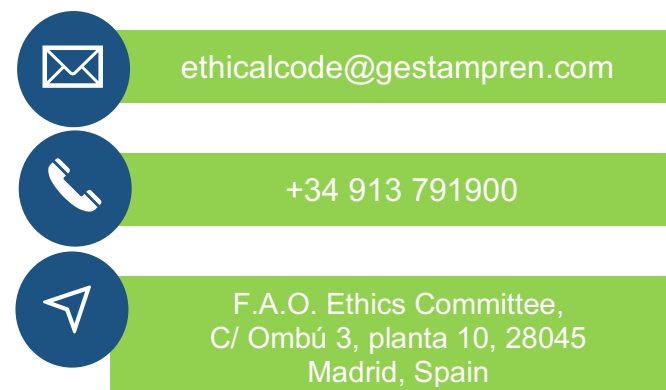 ethicalcode@gestampren.com
+34 913 791900
F.A.O. Ethics Committee,
C/ Ombú 3, planta 10, 28045
Madrid, Spain